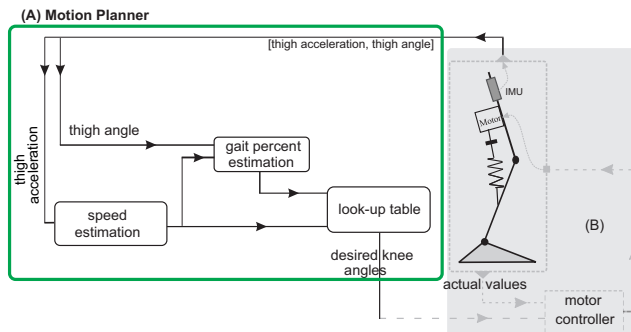 (A) Motion Planner
[thigh acceleration, thigh angle]
IMU
Motor
thigh angle
thigh
acceleration
gait percent
estimation
speed
estimation
look-up table
(B)
desired knee
angles
actual values
motor
controller